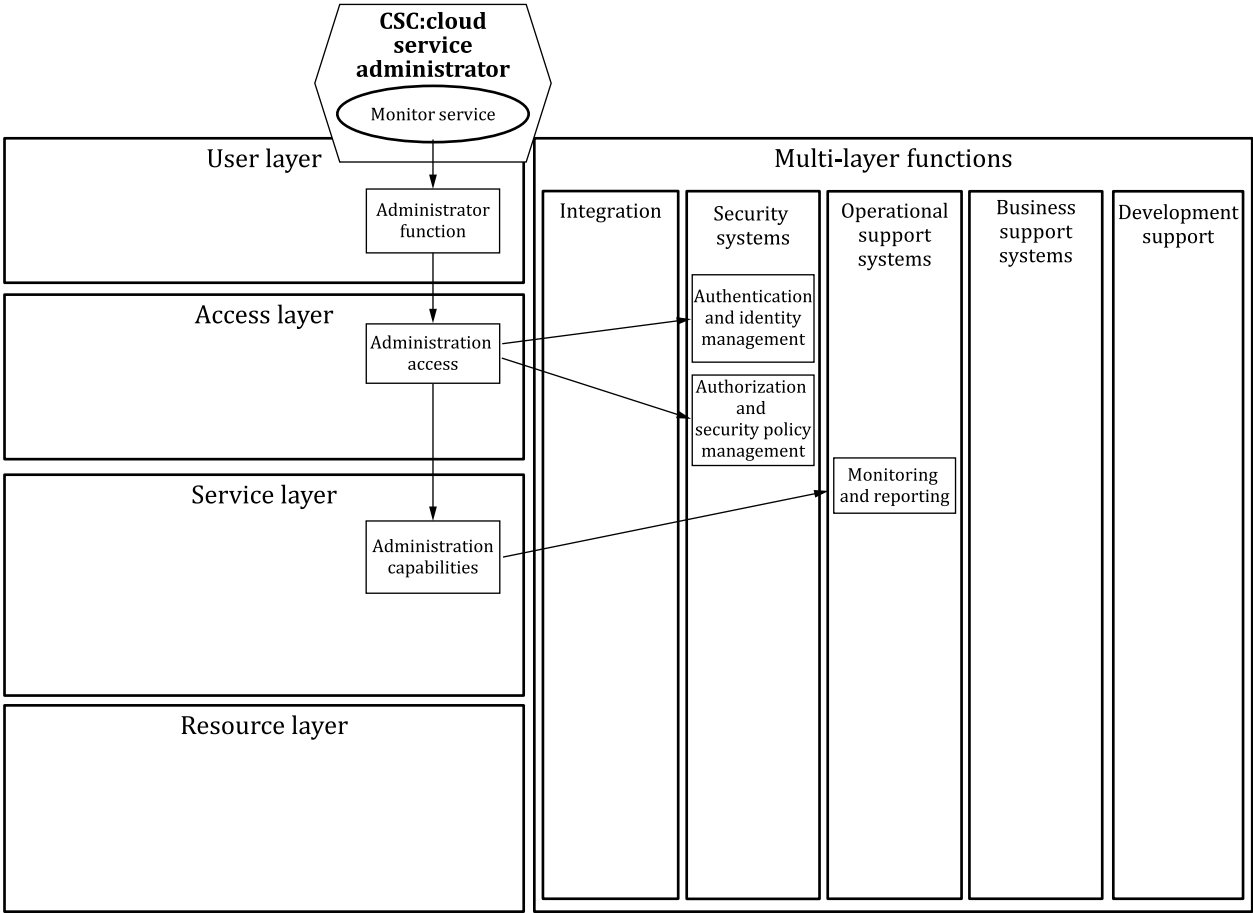 CSC:cloud
service
administrator
Monitor service
User layer
Administrator
function
Access layer
Administration
access
Service layer
Administration
capabilities
Resource layer
Multi-layer functions
Integration
Security
systems
Authentication
and identity
management
Authorization
and
security policy
management
Operational
support
systems
Monitoring
and reporting
Business
support
systems
Development
support